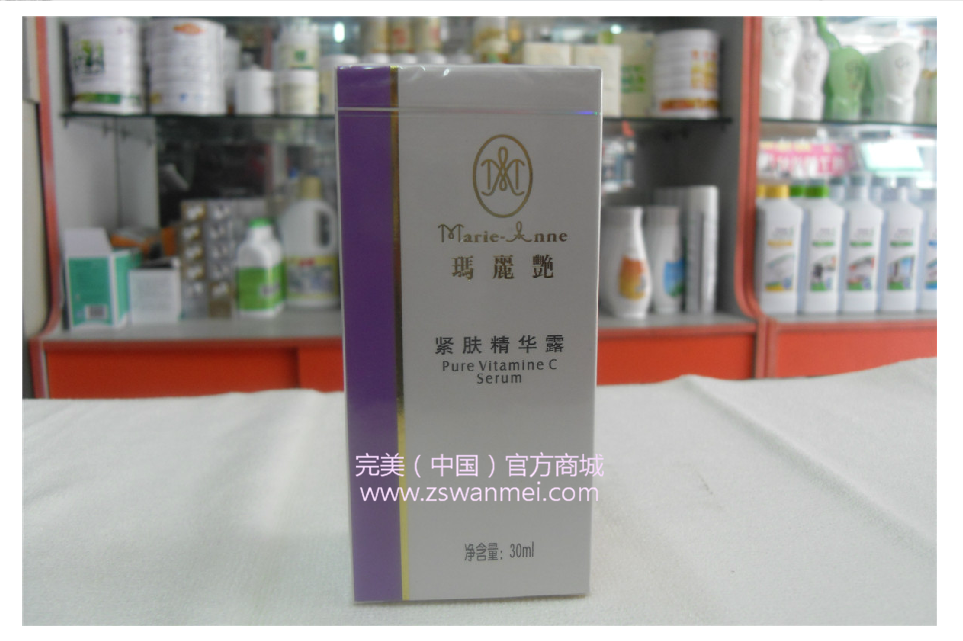 Marie-Anne
瑪麗艷
紧肤精华露
Pure Vitamine C
Serum
完美（中国）官方商城
www.zswanmei.com
净含量: 30ml